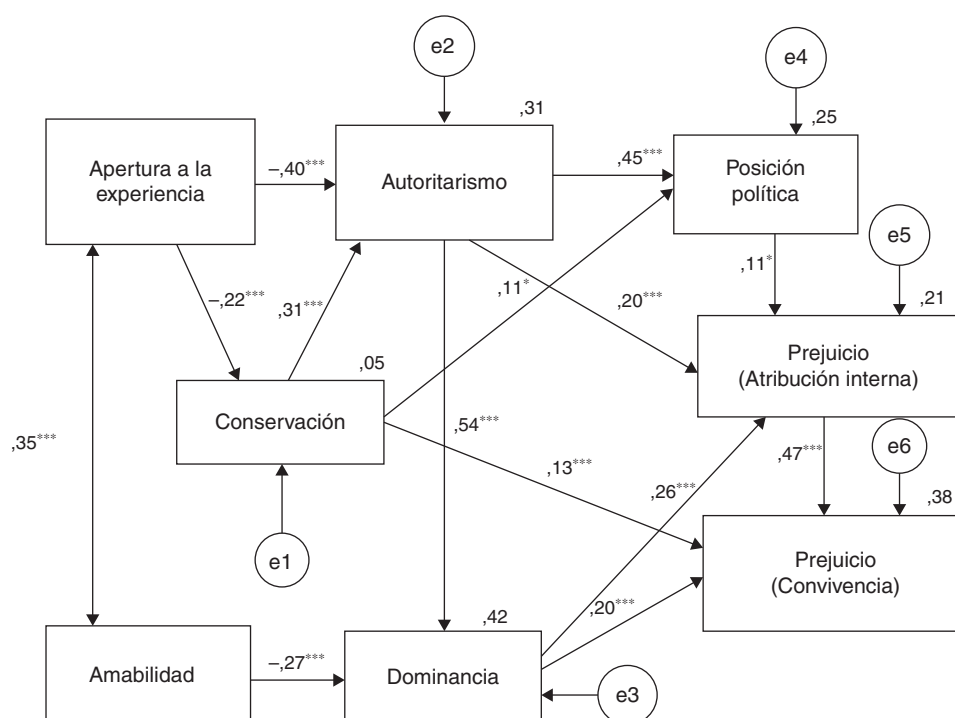 e2
e4
,31
,25
Apertura a la
experiencia
–,40***
Autoritarismo
,45***
Posición
política
e5
–,22***
,31***
,11*
,20***
,11*
,21
Prejuicio
(Atribución interna)
,05
Conservación
,35***
,54***
,13***
,26***
,47***
e6
,38
e1
Prejuicio
(Convivencia)
,20***
,42
Amabilidad
–,27***
Dominancia
e3